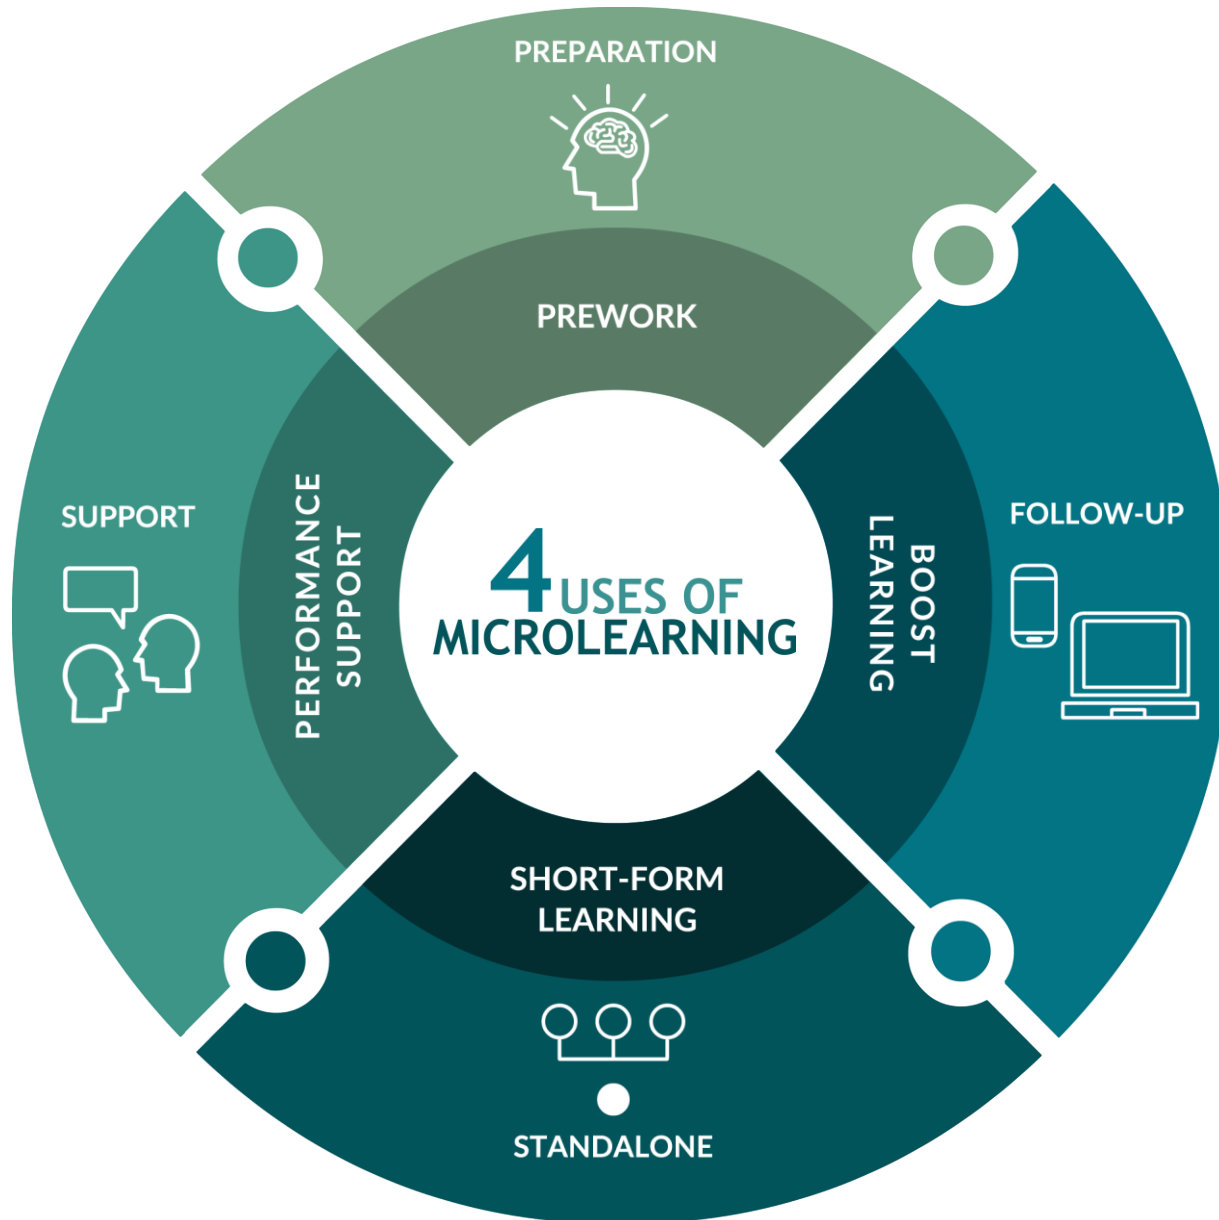 PREPARATION
PREWORK
SUPPORT
PERFORMANCE
SUPPORT
4 USES OF
MICROLEARNING
BOOST
LEARNING
FOLLOW-UP
SHORT-FORM
LEARNING
STANDALONE